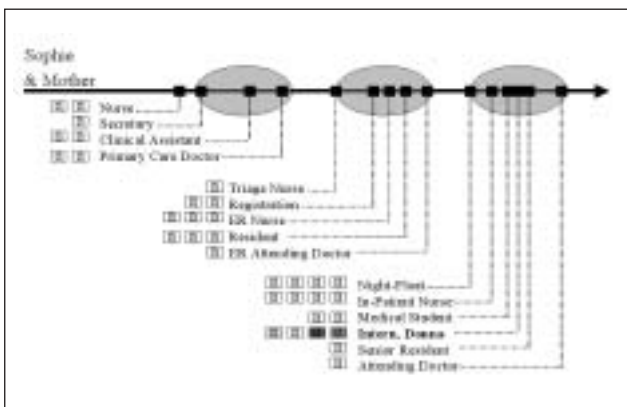 Sophie
& Mother
Nurse
Secretary
Clinical Assistant
Primary Care Doctor
Triage Nurse
Registration
ER Nurse
Resident
ER Attending Doctor
Night-Float
In-Patient Nurse
Medical Student
Intern, Donna
Senior Resident
Attending Doctor